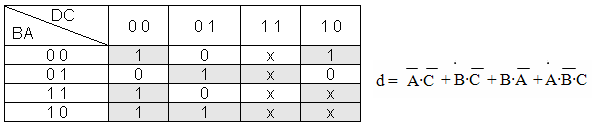 DC
BA
0 0 0 1 1 1 1 0
0 0 1 0 x 1
0 1 0 1 x 0
1 1 1 0 x x
1 0 1 1 x x
d = A̅·C̅ + B·C̅ + B·A̅ + A·B̅·C